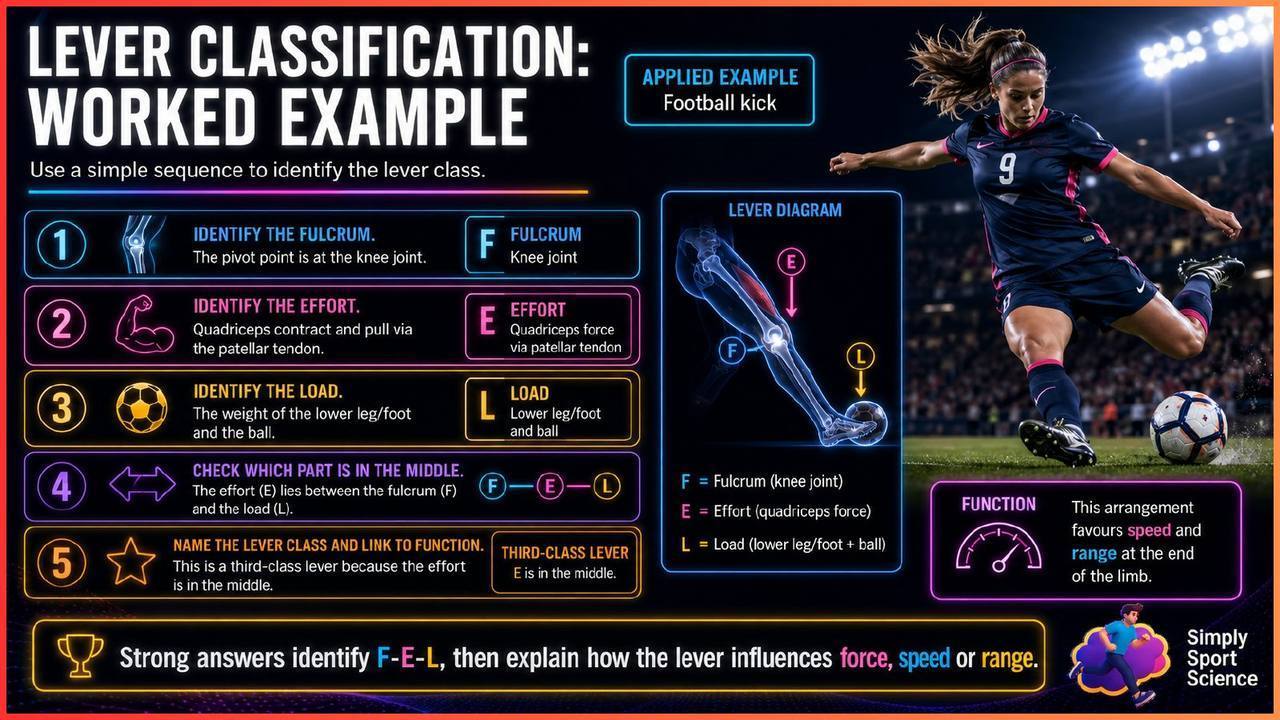 LEVER CLASSIFICATION:
WORKED EXAMPLE
Use a simple sequence to identify the lever class.
APPLIED EXAMPLE
Football kick
1
IDENTIFY THE FULCRUM.
The pivot point is at the knee joint.
F
FULCRUM
Knee joint
2
IDENTIFY THE EFFORT.
Quadriceps contract and pull via
the patellar tendon.
E
EFFORT
Quadriceps force
via patellar tendon
3
IDENTIFY THE LOAD.
The weight of the lower leg/foot
and the ball.
L
LOAD
Lower leg/foot
and ball
4
CHECK WHICH PART IS IN THE MIDDLE.
The effort (E) lies between the fulcrum (F)
and the load (L).
F E L
5
NAME THE LEVER CLASS AND LINK TO FUNCTION.
This is a third-class lever because the effort
is in the middle.
THIRD-CLASS LEVER
E is in the middle.
LEVER DIAGRAM
E
F
L
F = Fulcrum (knee joint)
E = Effort (quadriceps force)
L = Load (lower leg/foot + ball)
9
9
FUNCTION
This arrangement
favours speed and
range at the end
of the limb.
Strong answers identify F-E-L, then explain how the lever influences force, speed or range.
Simply
Sport
Science